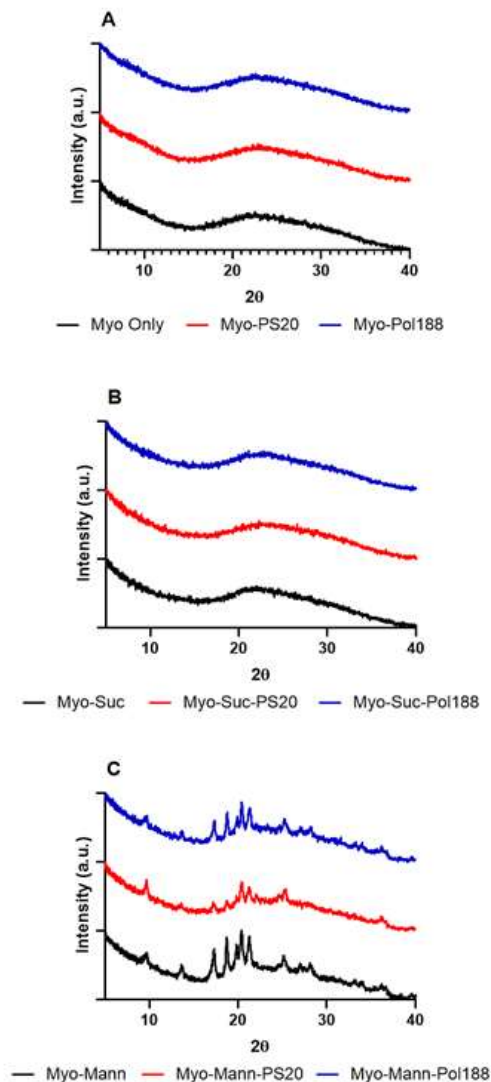 A
Intensity (a.u.)
10 20 30 40
2θ
Myo Only Myo-PS20 Myo-Pol188
B
Intensity (a.u.)
10 20 30 40
2θ
Myo-Suc Myo-Suc-PS20 Myo-Suc-Pol188
C
Intensity (a.u.)
10 20 30 40
2θ
Myo-Mann Myo-Mann-PS20 Myo-Mann-Pol188